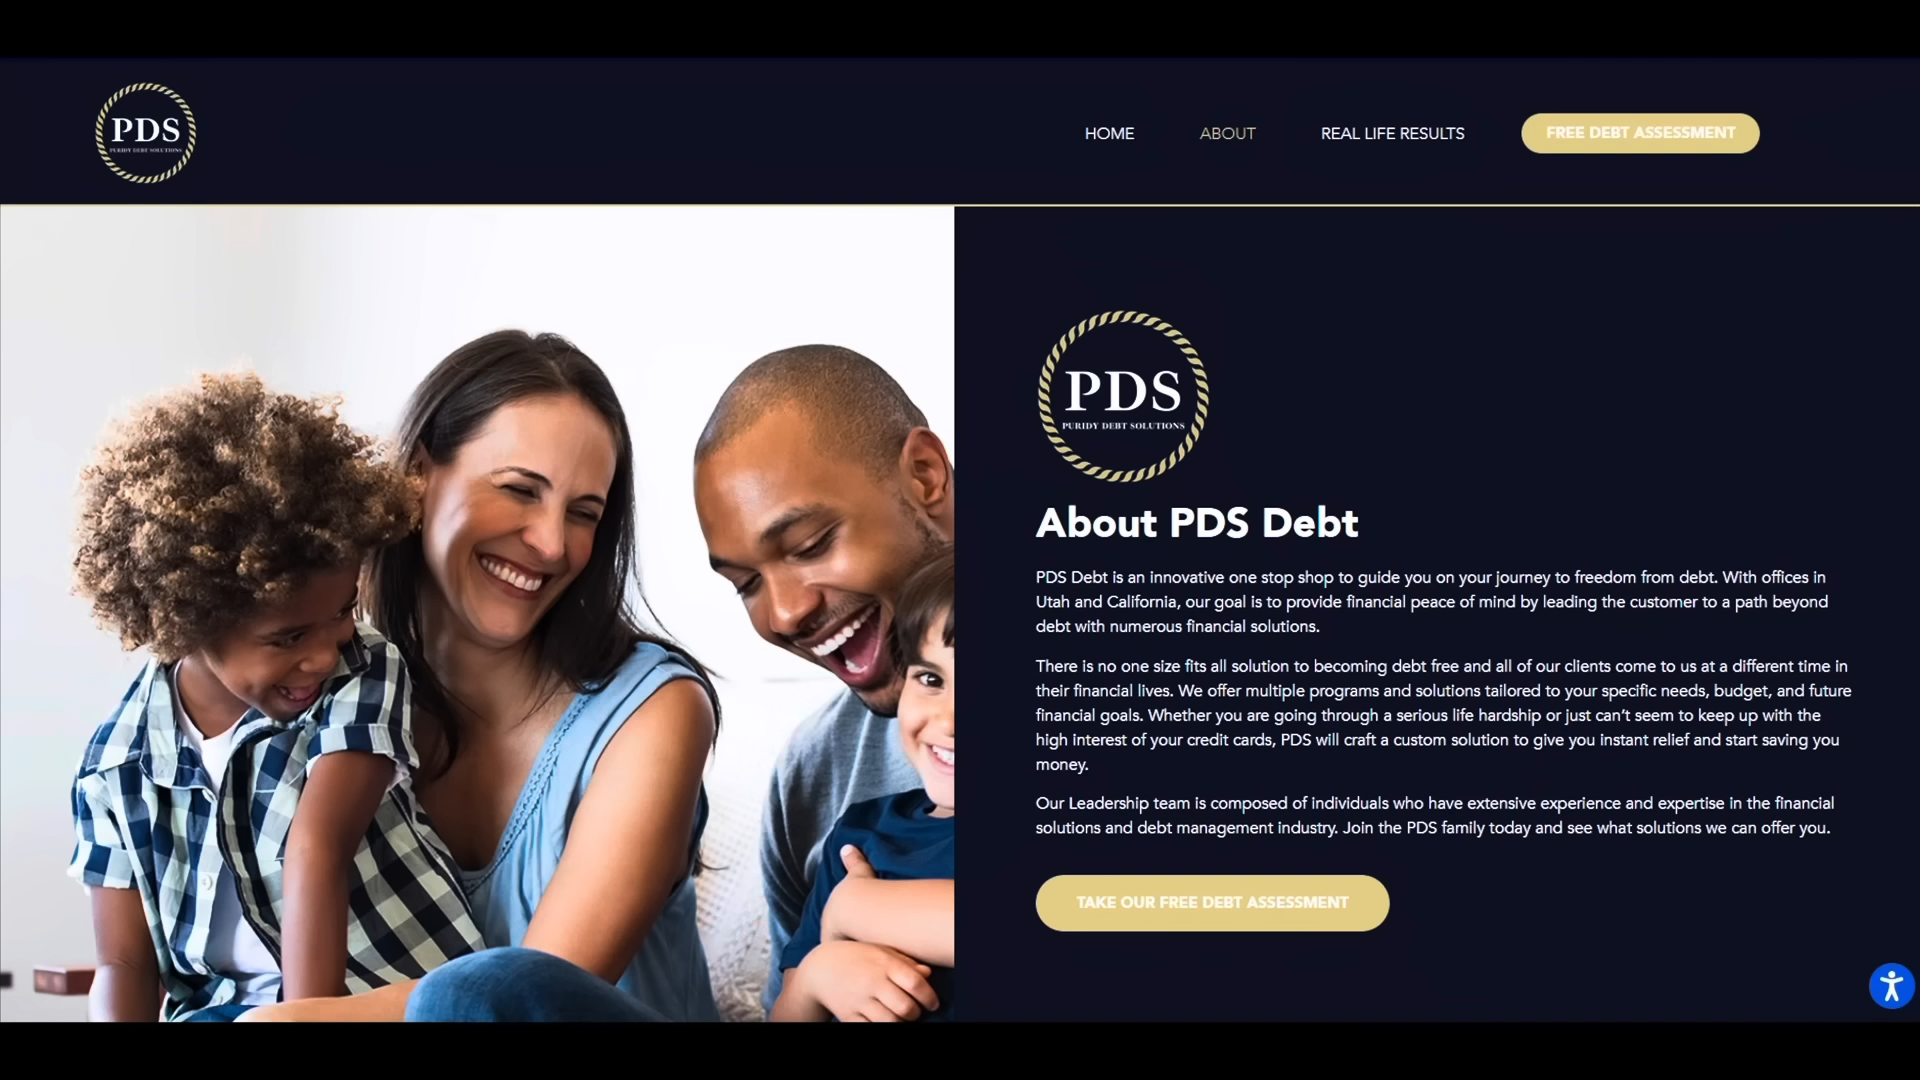 PDS
PURIDY DEBT SOLUTIONS
HOME
ABOUT
REAL LIFE RESULTS
FREE DEBT ASSESSMENT
PDS
PURIDY DEBT SOLUTIONS
About PDS Debt
PDS Debt is an innovative one stop shop to guide you on your journey to freedom from debt. With offices in
Utah and California, our goal is to provide financial peace of mind by leading the customer to a path beyond
debt with numerous financial solutions.
There is no one size fits all solution to becoming debt free and all of our clients come to us at a different time in
their financial lives. We offer multiple programs and solutions tailored to your specific needs, budget, and future
financial goals. Whether you are going through a serious life hardship or just can’t seem to keep up with the
high interest of your credit cards, PDS will craft a custom solution to give you instant relief and start saving you
money.
Our Leadership team is composed of individuals who have extensive experience and expertise in the financial
solutions and debt management industry. Join the PDS family today and see what solutions we can offer you.
TAKE OUR FREE DEBT ASSESSMENT